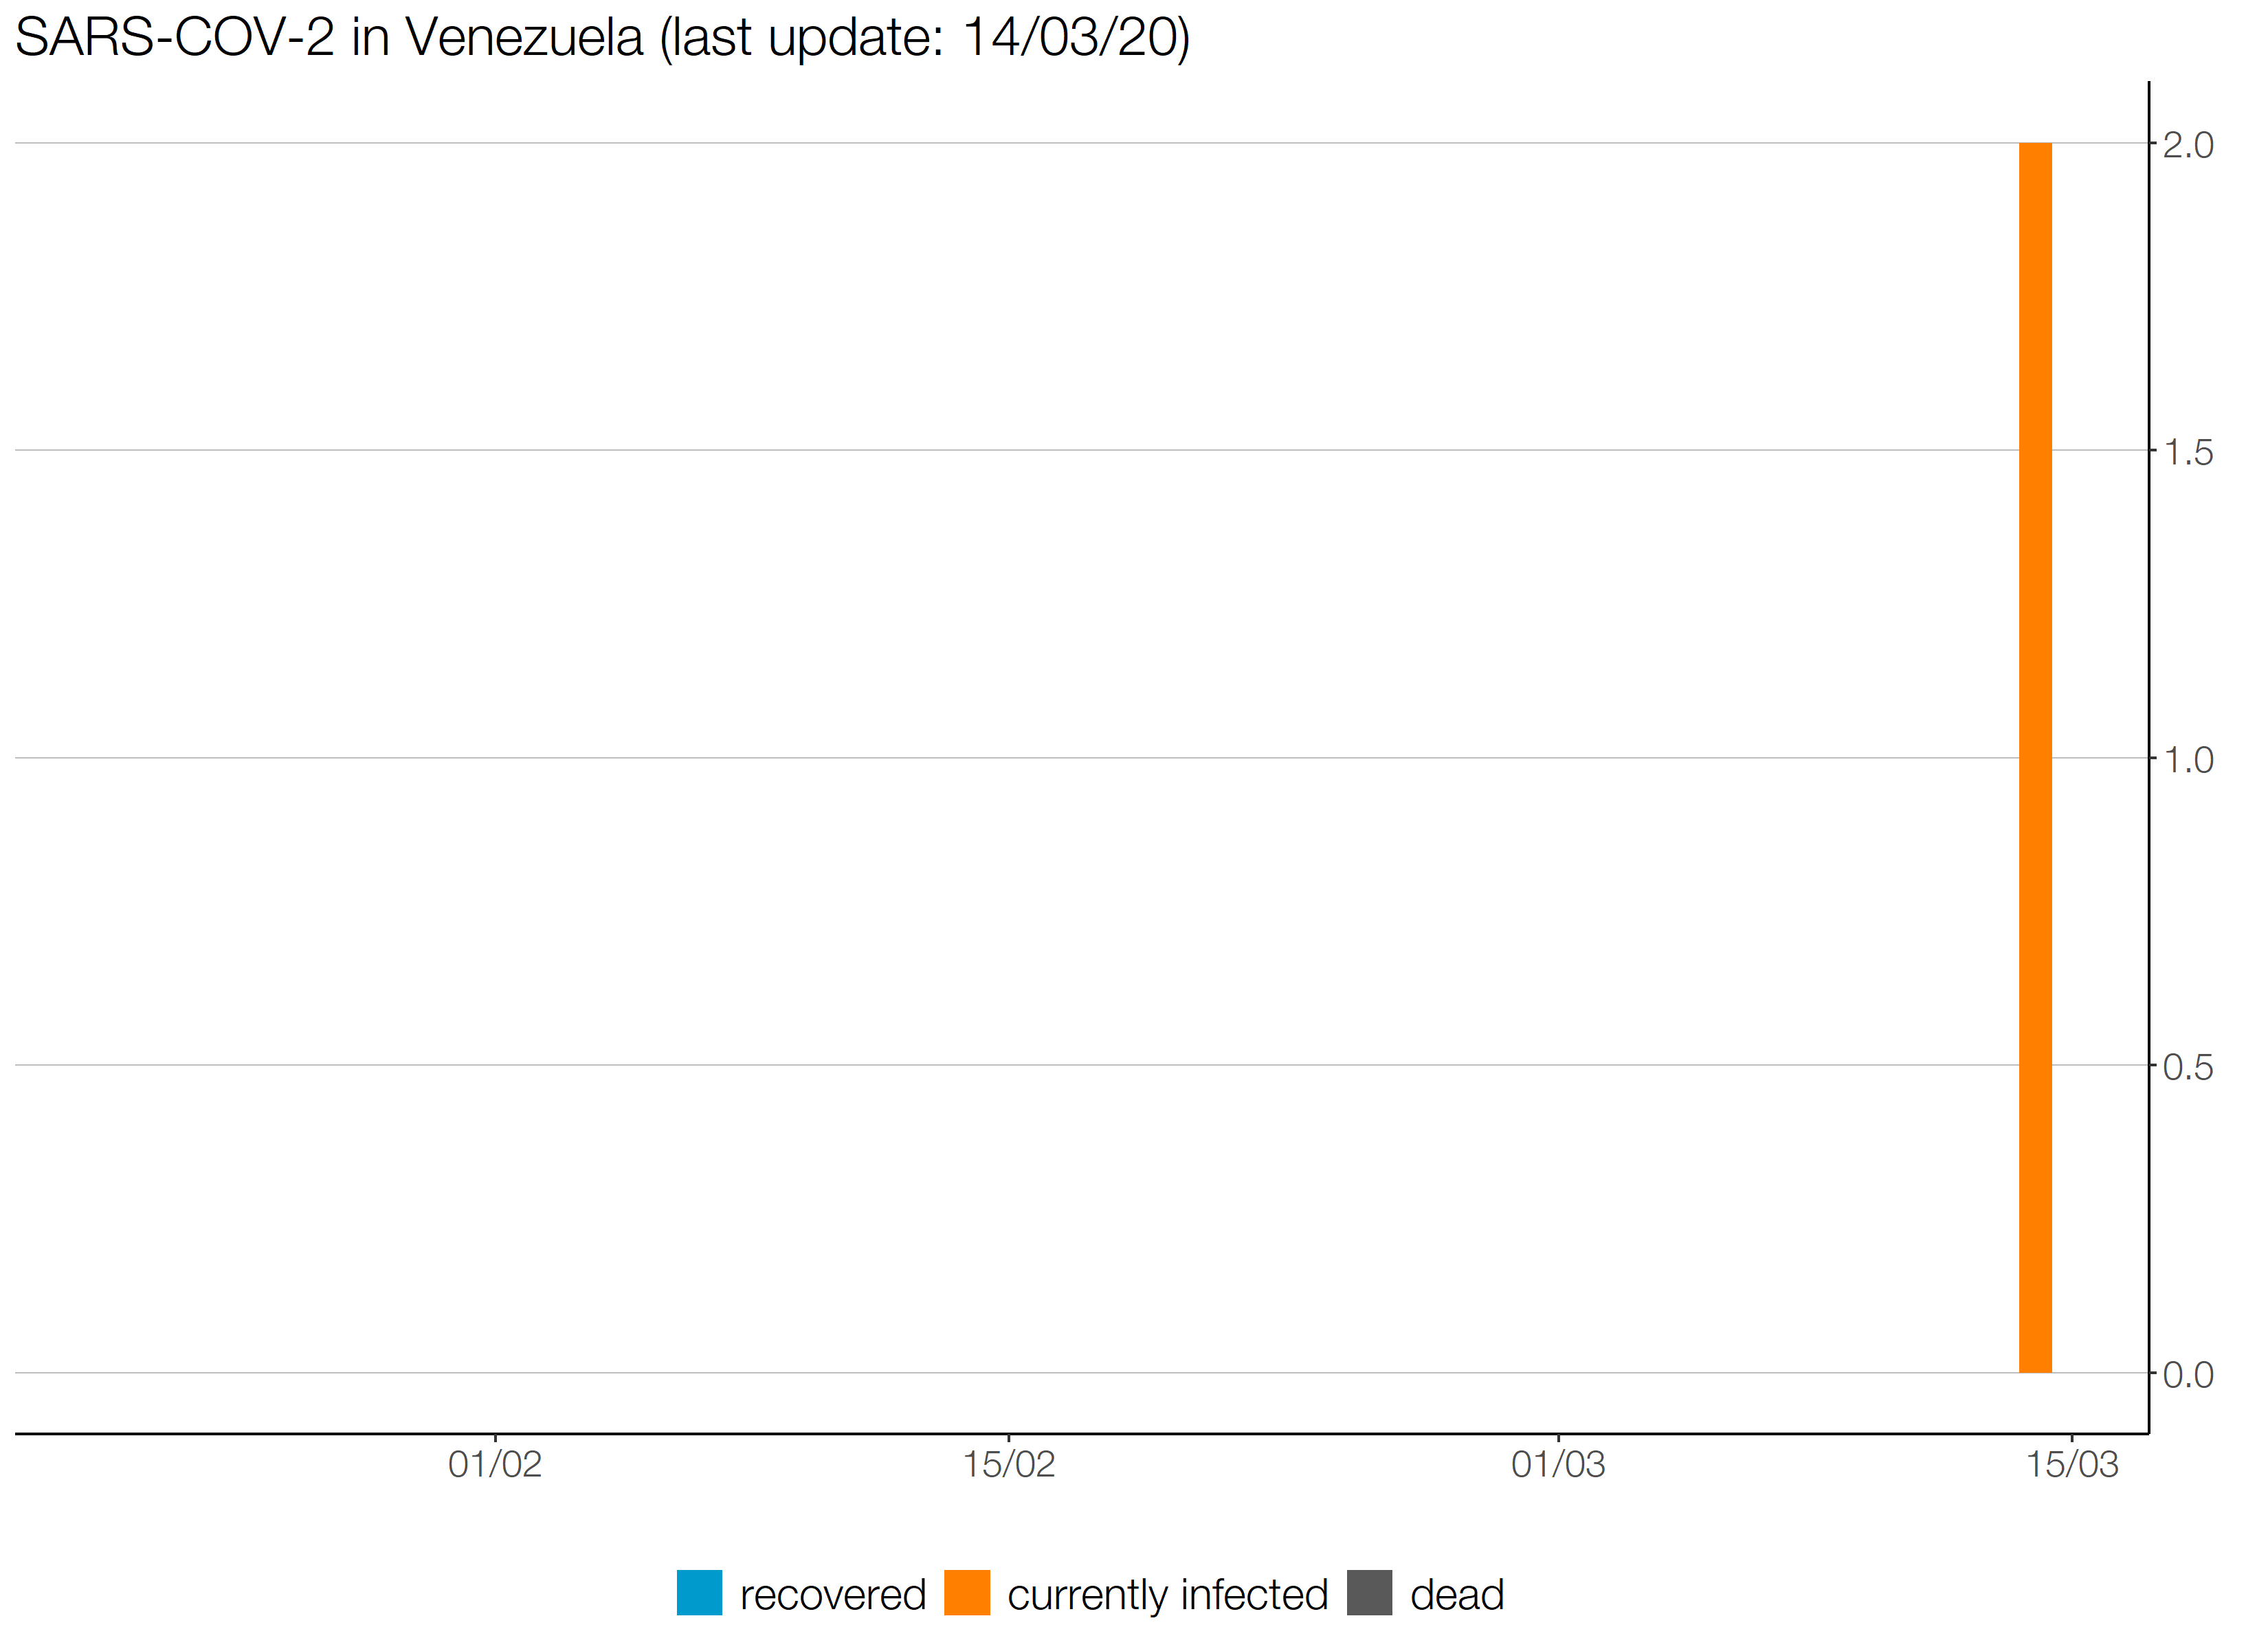 SARS-COV-2 in Venezuela (last update: 14/03/20)
2.0
1.5
1.0
0.5
0.0
01/02 15/02 01/03 15/03
recovered currently infected dead